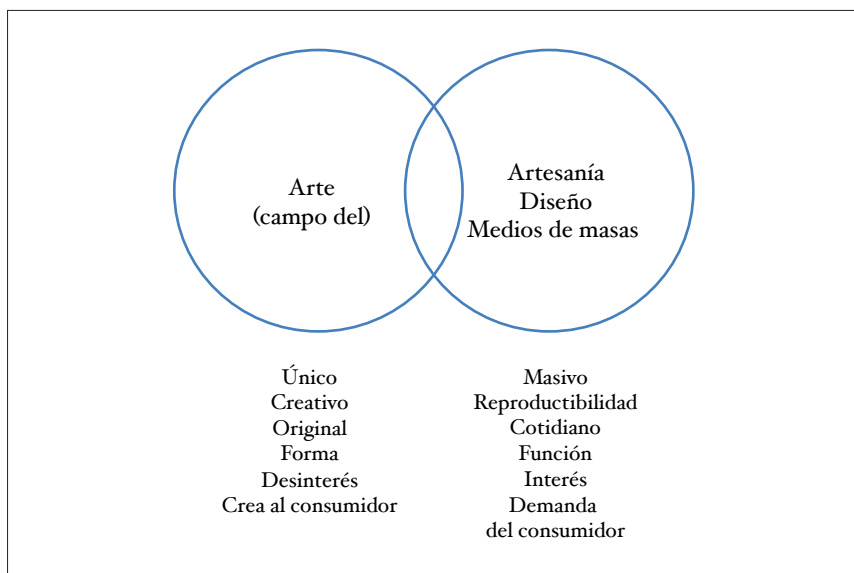 Arte
(campo del)
Artesanía
Diseño
Medios de masas
Único
Creativo
Original
Forma
Desinterés
Crea al consumidor
Masivo
Reproductibilidad
Cotidiano
Función
Interés
Demanda
del consumidor